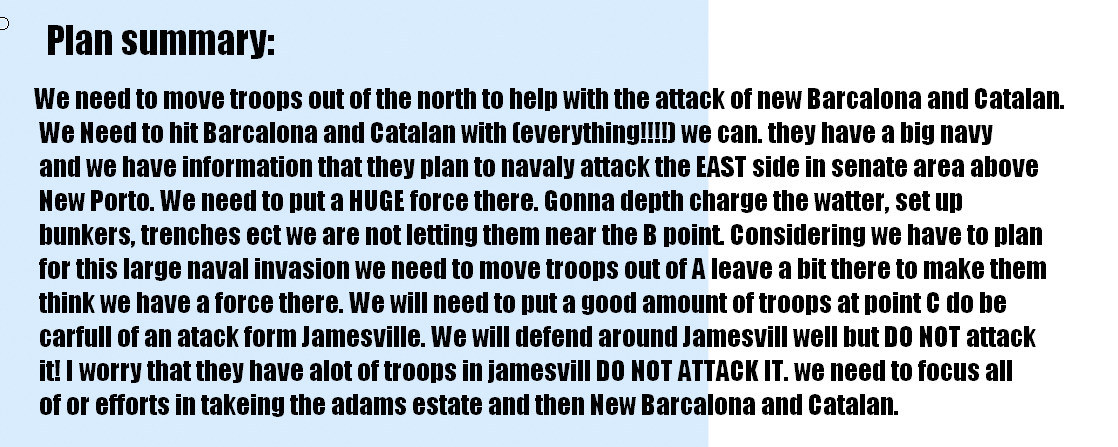 Plan summary:
We need to move troops out of the north to help with the attack of new Barcalona and Catalan.
We Need to hit Barcalona and Catalan with (everything!!!!) we can. they have a big navy
and we have information that they plan to navaly attack the EAST side in senate area above
New Porto. We need to put a HUGE force there. Gonna depth charge the watter, set up
bunkers, trenches ect we are not letting them near the B point. Considering we have to plan
for this large naval invasion we need to move troops out of A leave a bit there to make them
think we have a force there. We will need to put a good amount of troops at point C do be
carfull of an atack form Jamesville. We will defend around Jamesvill well but DO NOT attack
it! I worry that they have alot of troops in jamesvill DO NOT ATTACK IT. we need to focus all
of or efforts in takeing the adams estate and then New Barcalona and Catalan.